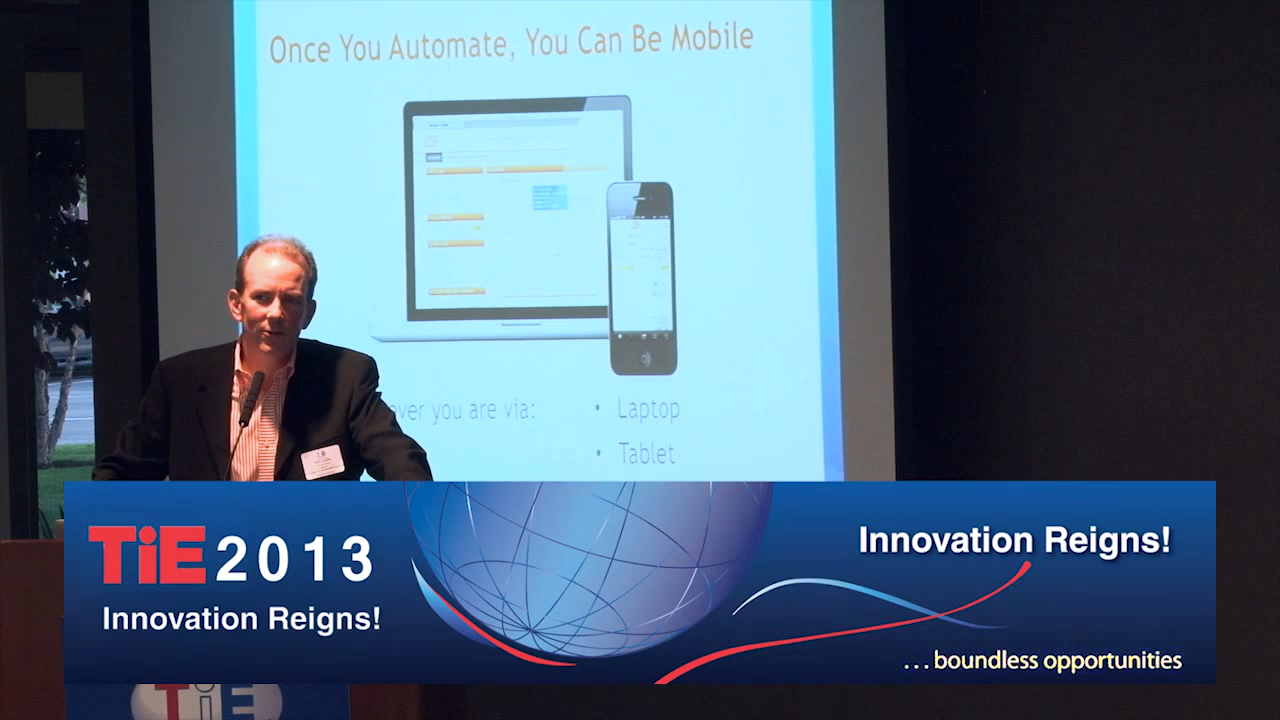 Once You Automate, You Can Be Mobile
you are via:
• Laptop
• Tablet
TiE 2013
Innovation Reigns!
Innovation Reigns!
...boundless opportunities
TiE